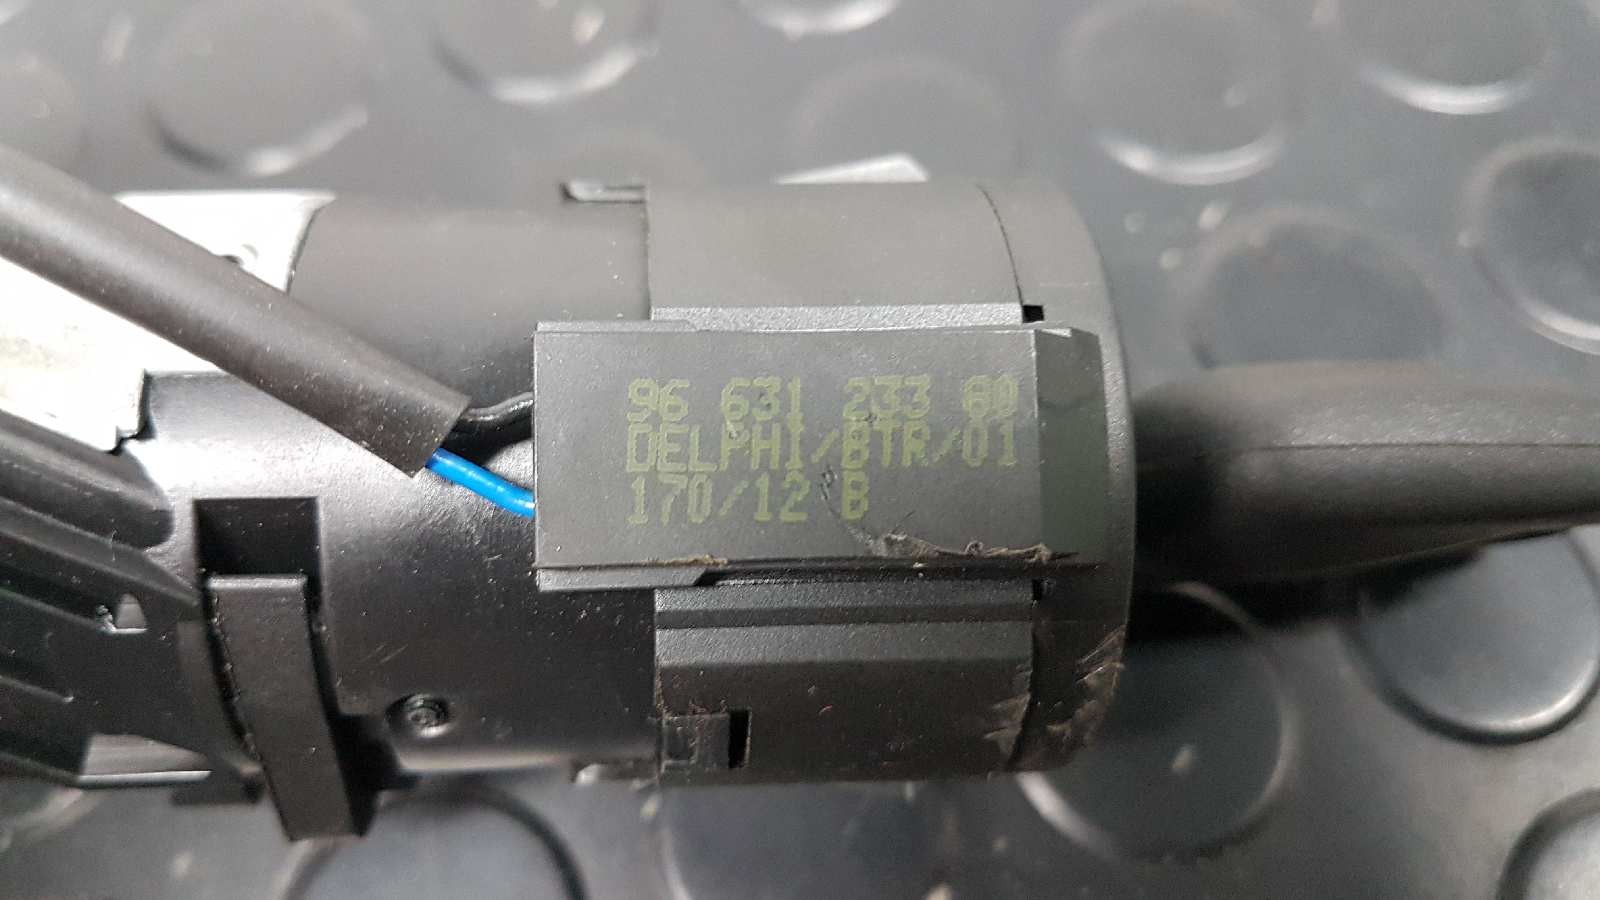 96 631 233 80
DELPHI/BTR/01
170/12 B